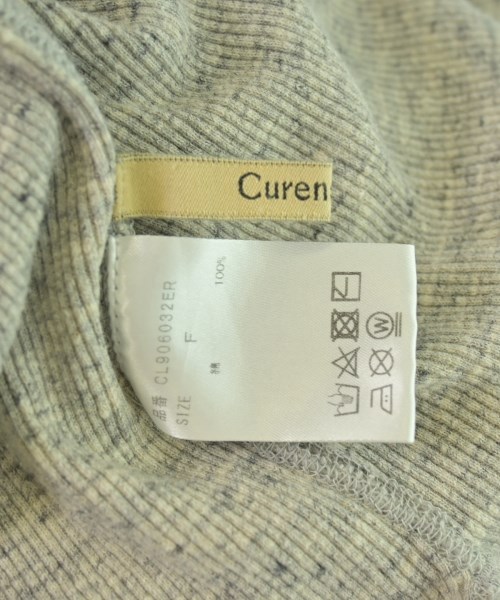 Curen
品番 CL906032ER
SIZE F
綿 100%
W